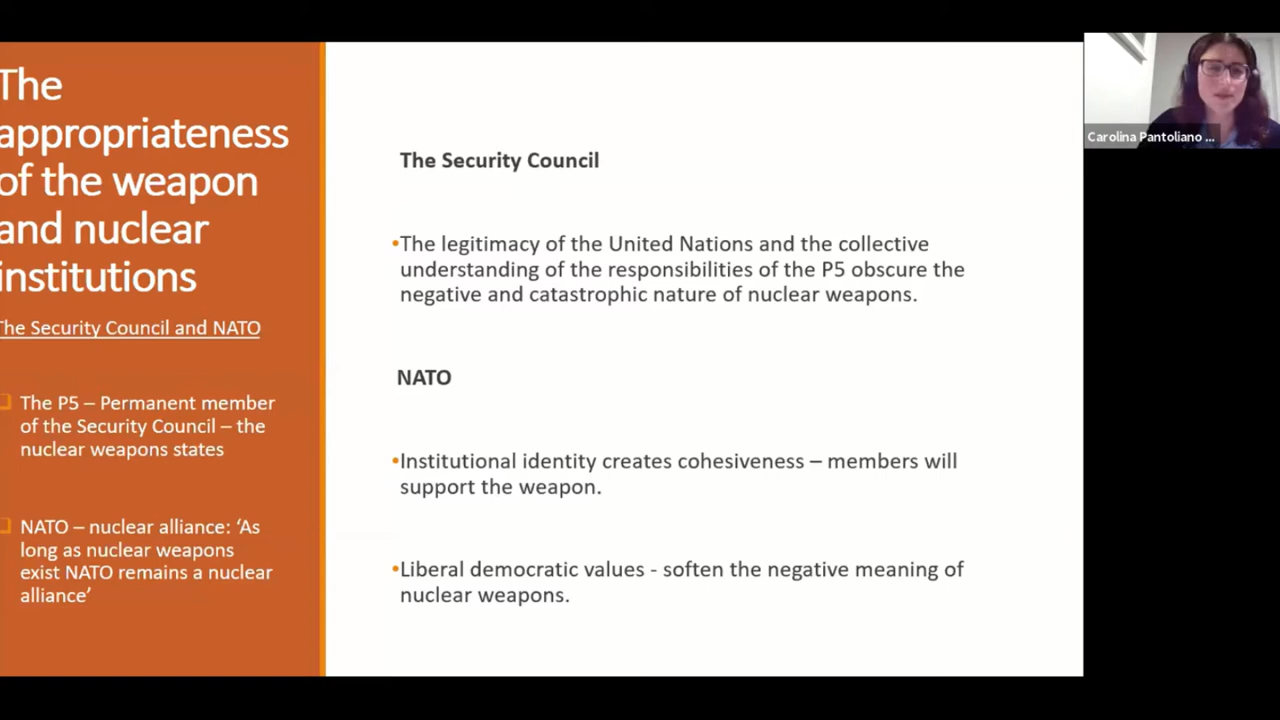 The
appropriateness
of the weapon
and nuclear
institutions
The Security Council and NATO
The P5 – Permanent member
of the Security Council – the
nuclear weapons states
NATO – nuclear alliance: ‘As
long as nuclear weapons
exist NATO remains a nuclear
alliance’
The Security Council
•The legitimacy of the United Nations and the collective
understanding of the responsibilities of the P5 obscure the
negative and catastrophic nature of nuclear weapons.
NATO
•Institutional identity creates cohesiveness – members will
support the weapon.
•Liberal democratic values - soften the negative meaning of
nuclear weapons.
Carolina Pantoliano ...